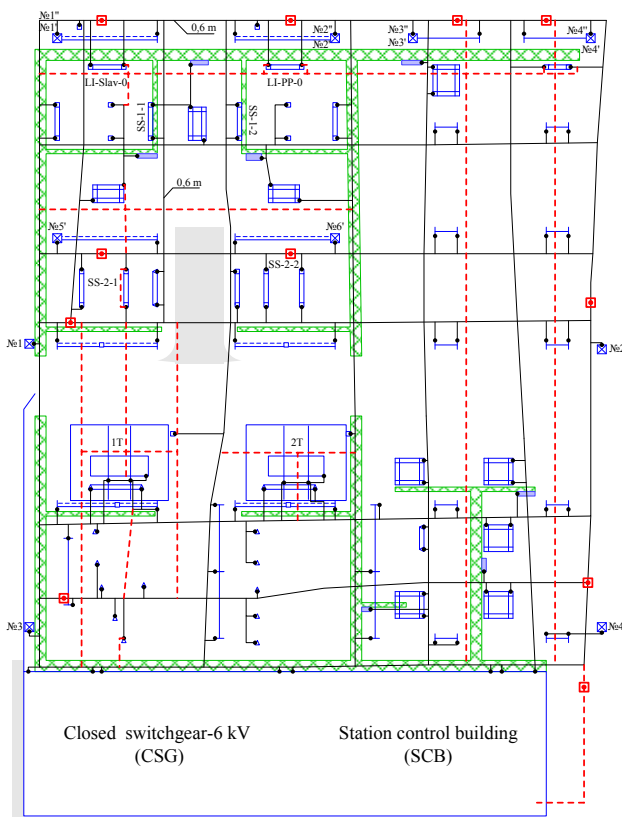 №1''
№1'
0,6 m
№2''
№2'
№3''
№3'
№4''
№4'
LI-Slav-0
LI-PP-0
SS-1-1
SS-1-2
0,6 m
№5'
№6'
SS-2-1
SS-2-2
№1
№2
1T
2T
№3
№4
Closed switchgear-6 kV
(CSG)
Station control building
(SCB)